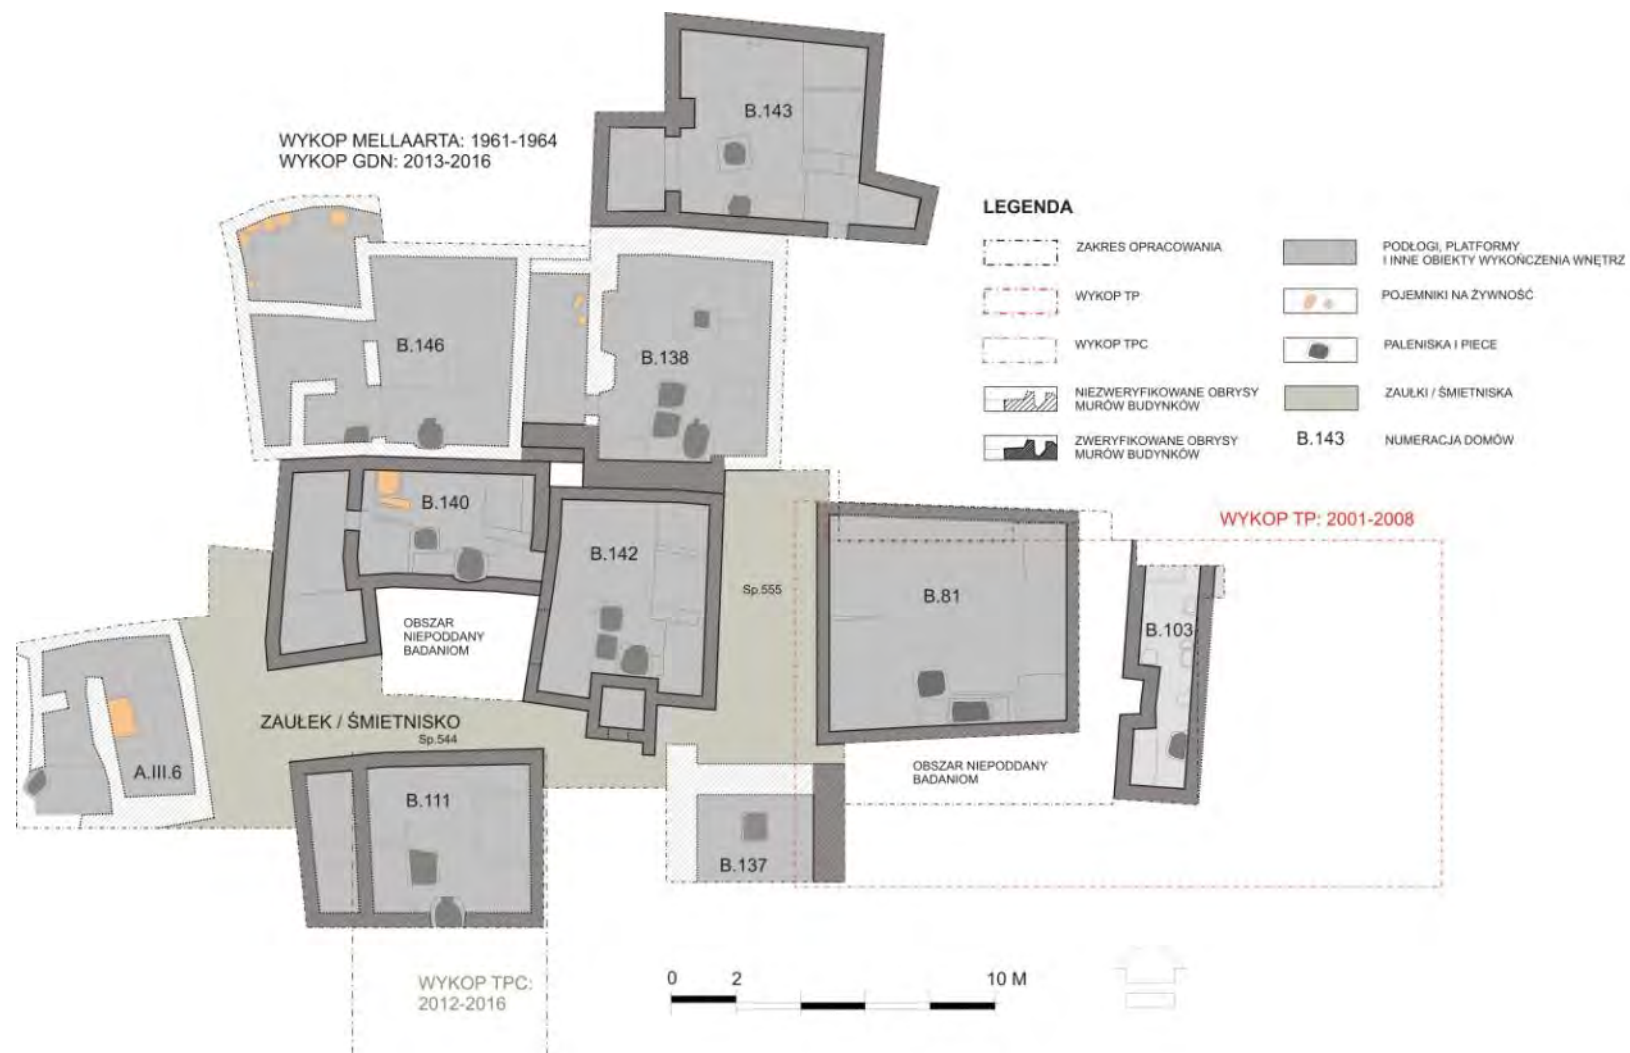 B.143
WYKOP MELLAARTA: 1961-1964
WYKOP GDN: 2013-2016
LEGENDA
ZAKRES OPRACOWANIA
WYKOP TP
WYKOP TPC
NIEZWERYFIKOWANE OBRYSY
MURÓW BUDYNKÓW
ZWERYFIKOWANE OBRYSY
MURÓW BUDYNKÓW
PODŁOGI, PLATFORMY
I INNE OBIEKTY WYKOŃCZENIA WNĘTRZ
POJEMNIKI NA ŻYWNOŚĆ
PALENISKA I PIECE
ZAUŁKI / ŚMIETNISKA
B.143
NUMERACJA DOMÓW
B.146
B.138
B.140
B.142
Sp.555
WYKOP TP: 2001-2008
B.81
B.103
OBSZAR
NIEPODDANY
BADANIOM
ZAUŁEK / ŚMIETNISKO
Sp.544
A.III.6
B.111
OBSZAR NIEPODDANY
BADANIOM
B.137
WYKOP TPC:
2012-2016
0 2 10 M